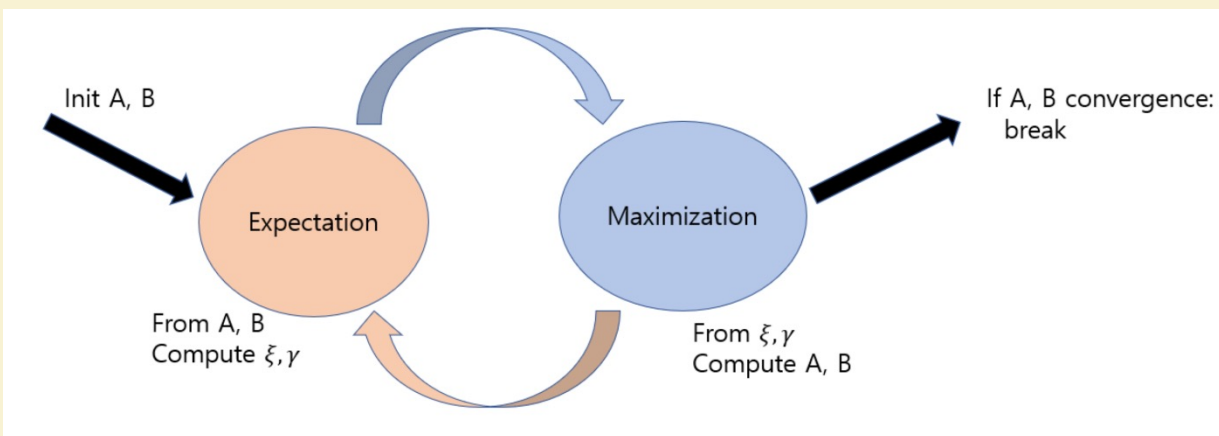 Init A, B
If A, B convergence:
break
Expectation
Maximization
From A, B
Compute ξ,γ
From ξ,γ
Compute A, B